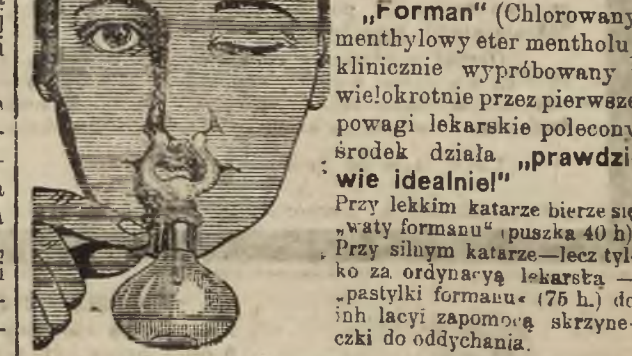 „Forman“ (Chlorowany
menthylowy eter mentholu
klinicznie wypróbowany
wielokrotnie przez pierwsze
powagi lekarskie polecony
środek działa „prawdzi
wie idealnie!“
Przy lekkim katarze bierze się
„waty formanu“ (puszka 40 h)
Przy silnym katarze—lecz tyl-
ko za ordynacyą lekarską —
„pastylki formanu“ (75 h.) do
inh lacyi zapomocą skrzyne-
czki do oddychania.